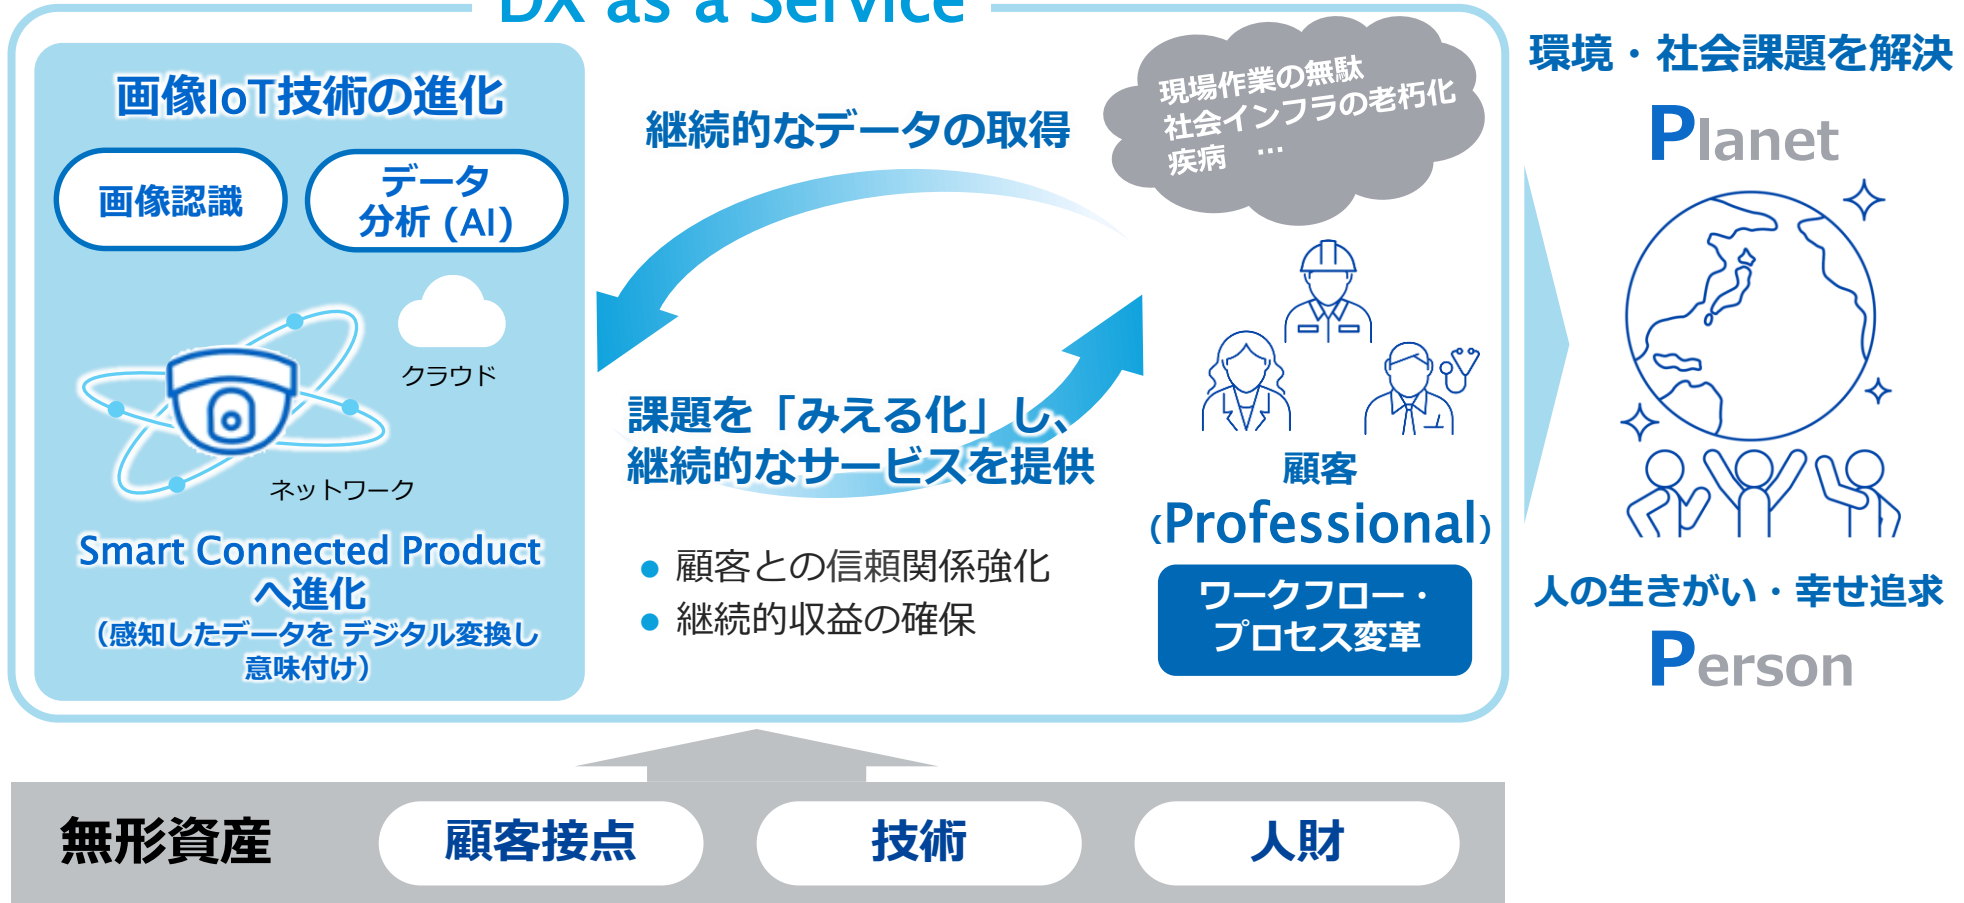 DX as a Service
画像IoT技術の進化
画像認識
データ
分析 (AI)
クラウド
ネットワーク
Smart Connected Product
へ進化
（感知したデータを デジタル変換し
意味付け）
継続的なデータの取得
課題を「みえる化」し、
継続的なサービスを提供
● 顧客との信頼関係強化
● 継続的収益の確保
現場作業の無駄
社会インフラの老朽化
疾病 …
顧客
(Professional)
ワークフロー・
プロセス変革
環境・社会課題を解決
Planet
人の生きがい・幸せ追求
Person
無形資産
顧客接点
技術
人財